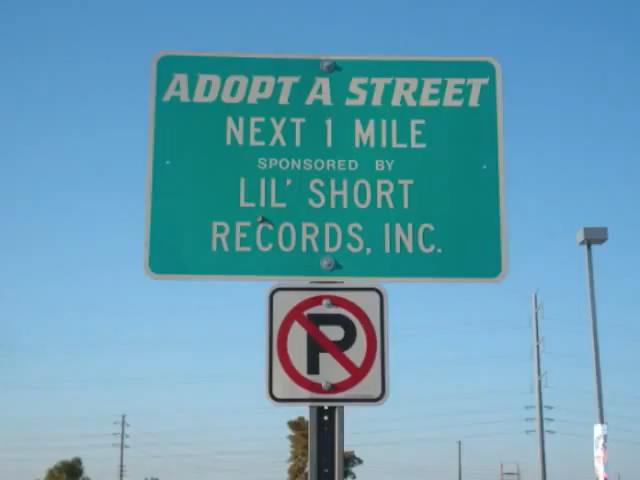 ADOPT A STREET
NEXT 1 MILE
SPONSORED BY
LIL' SHORT
RECORDS, INC.
P